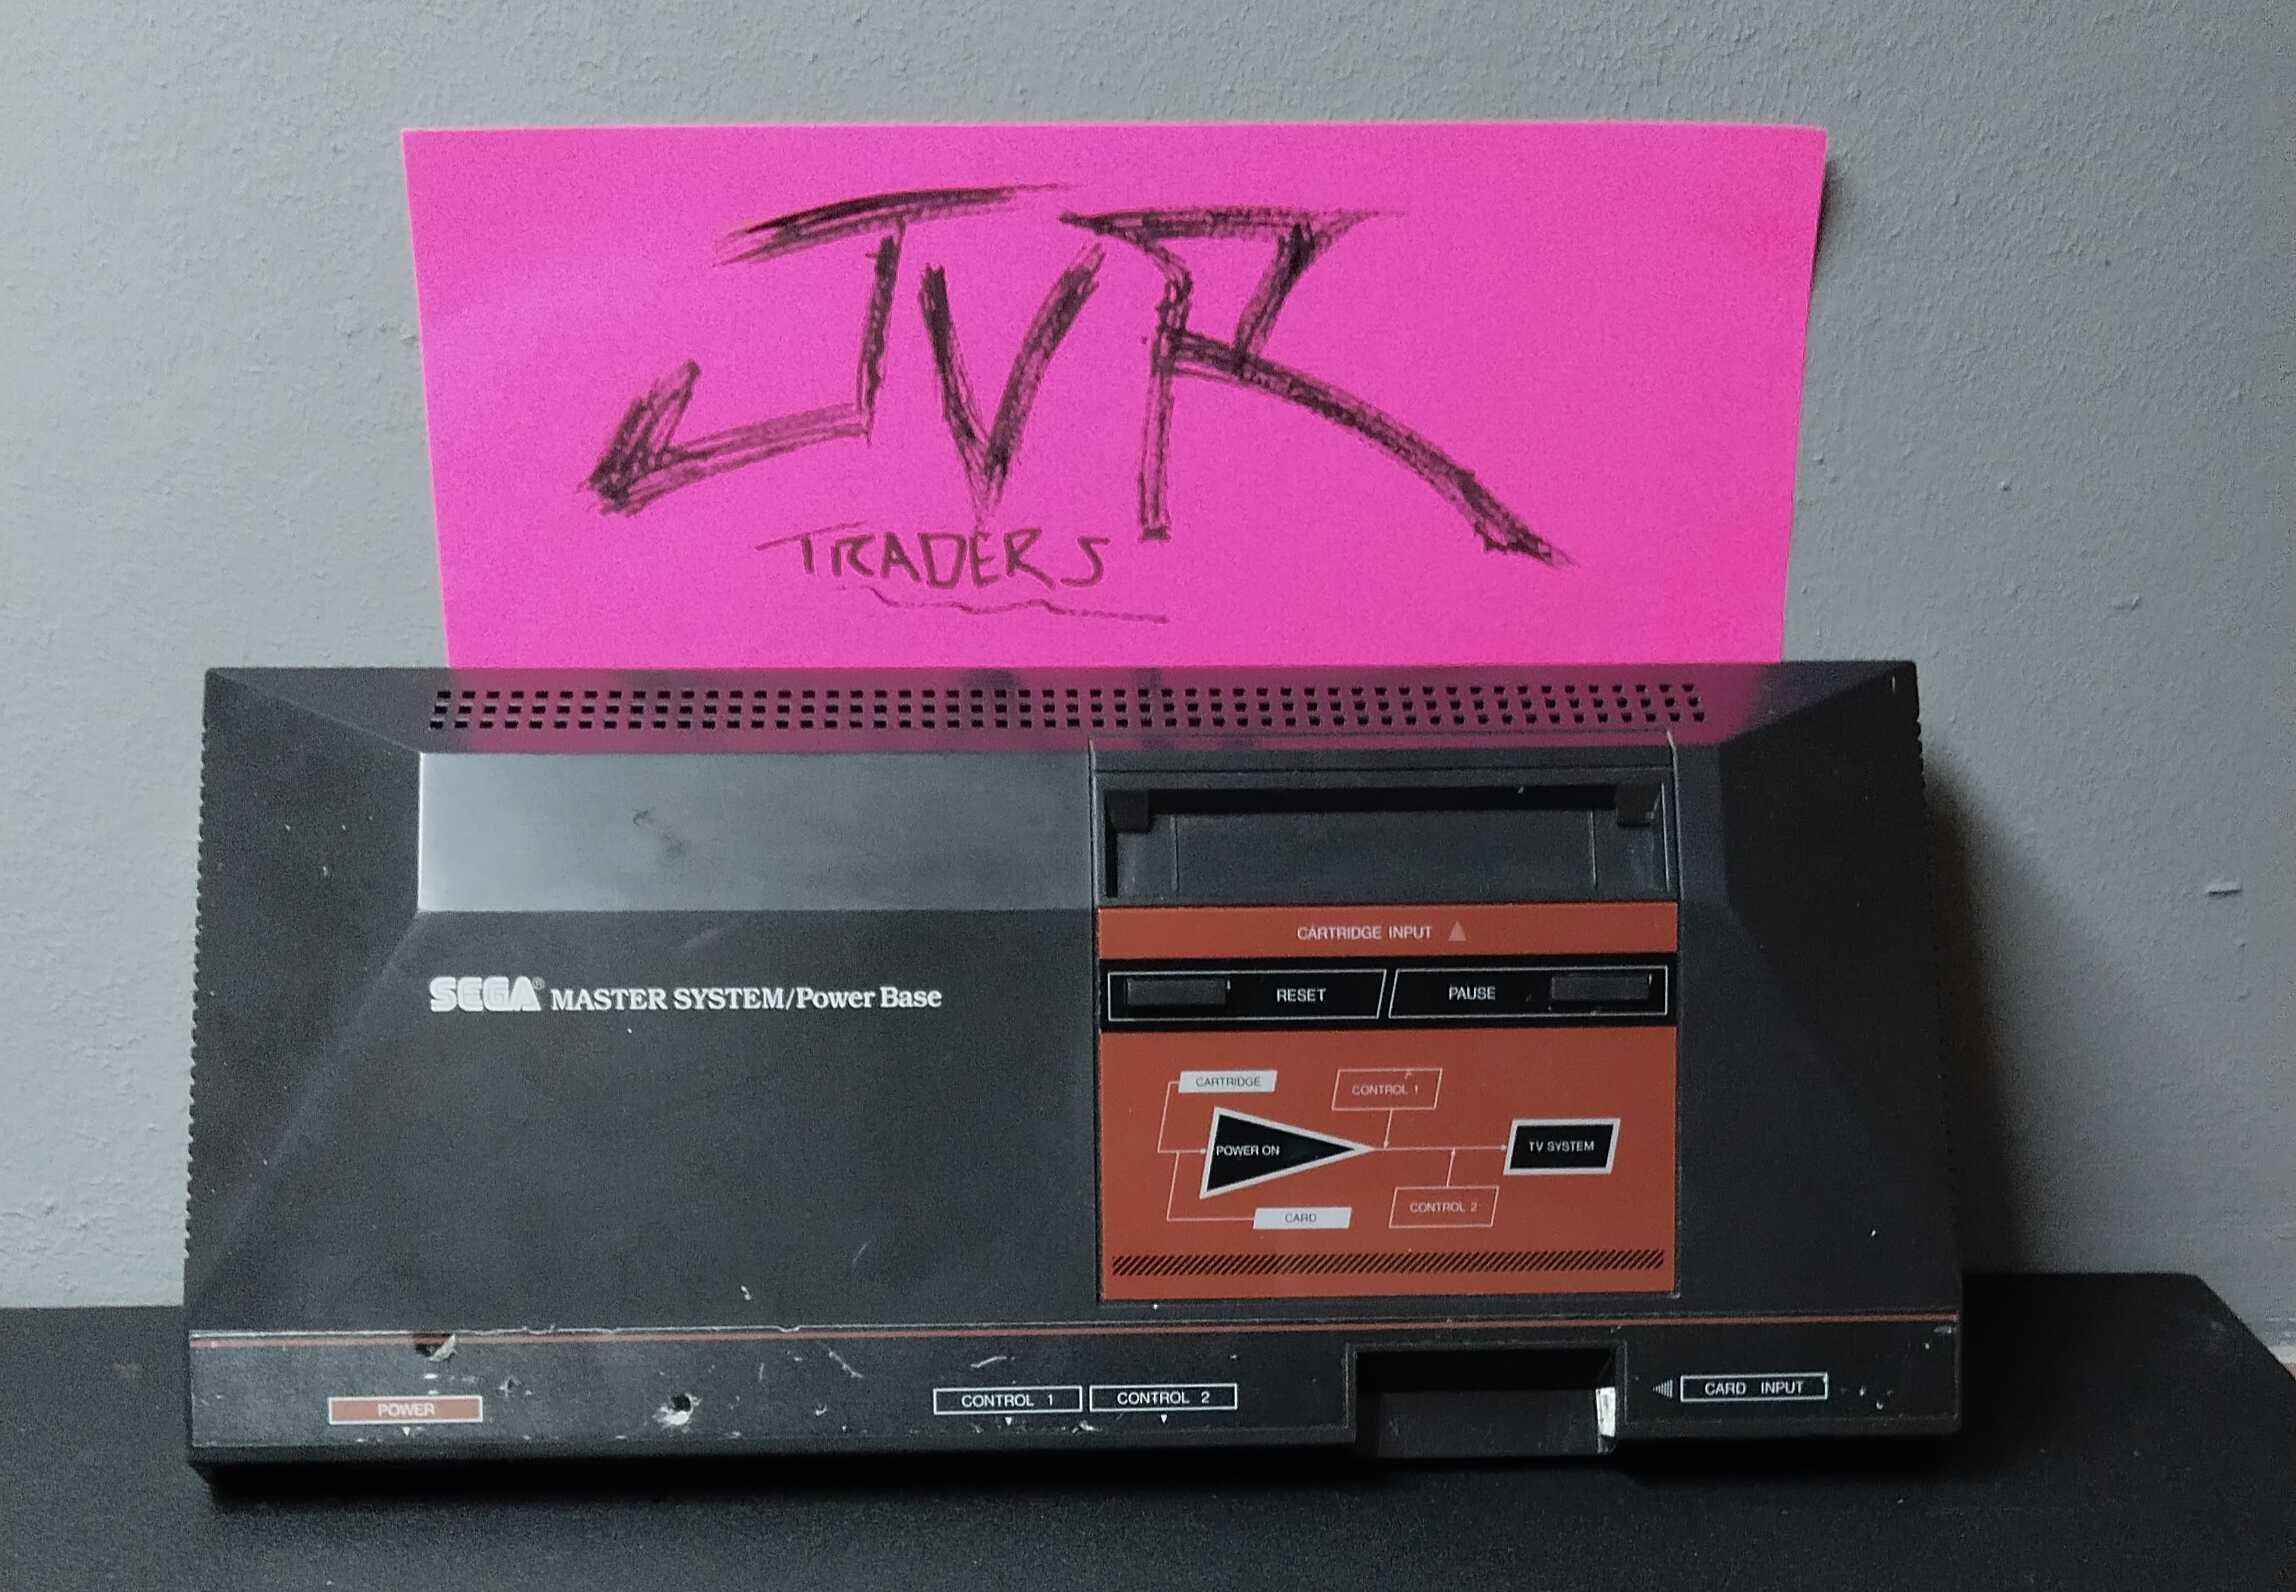 JVR
TRADERS
CARTRIDGE INPUT
SEGA® MASTER SYSTEM/Power Base
RESET PAUSE
CARTRIDGE
CONTROL 1
POWER ON
TV SYSTEM
CARD
CONTROL 2
POWER
CONTROL 1
CONTROL 2
CARD INPUT